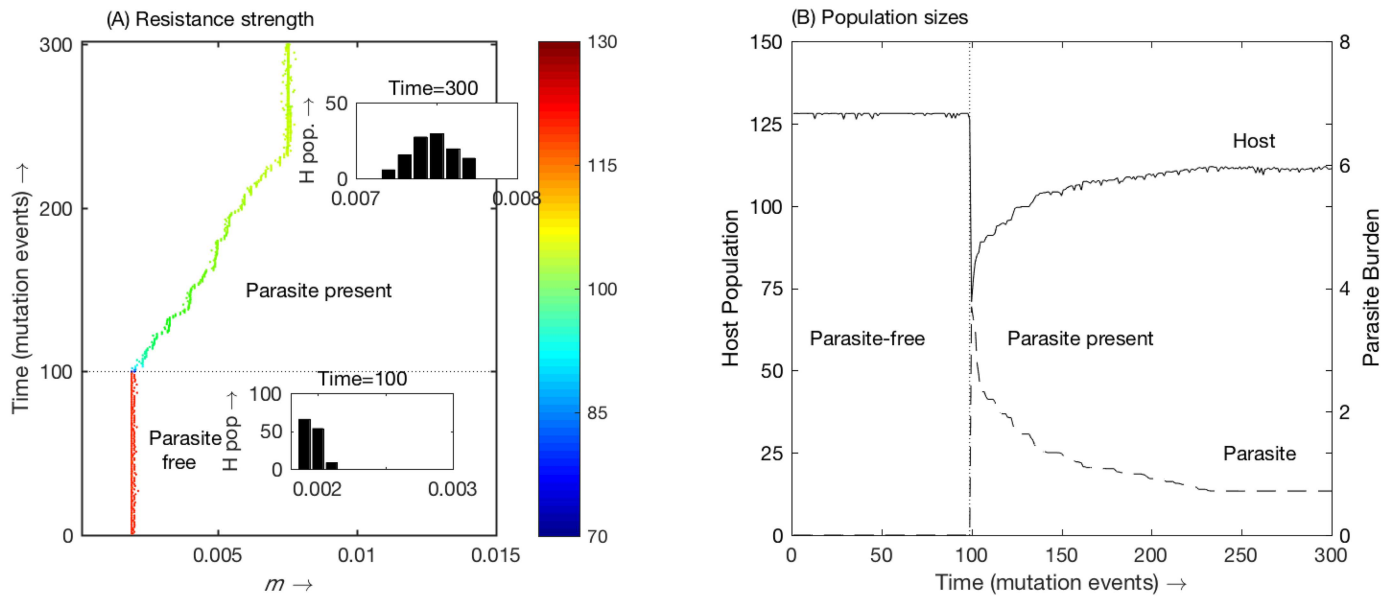 (A) Resistance strength
300
200
100
0
Time (mutation events) →
0.005
0.01
0.015
m →
Time=300
50
0
H pop. →
0.007
0.008
Parasite present
Time=100
100
50
0
H pop →
0.002
0.003
Parasite
free
130
115
100
85
70
(B) Population sizes
150
125
100
75
50
25
0
Host Population
8
6
4
2
0
Parasite Burden
Host
Parasite-free
Parasite present
Parasite
0
50
100
150
200
250
300
Time (mutation events) →